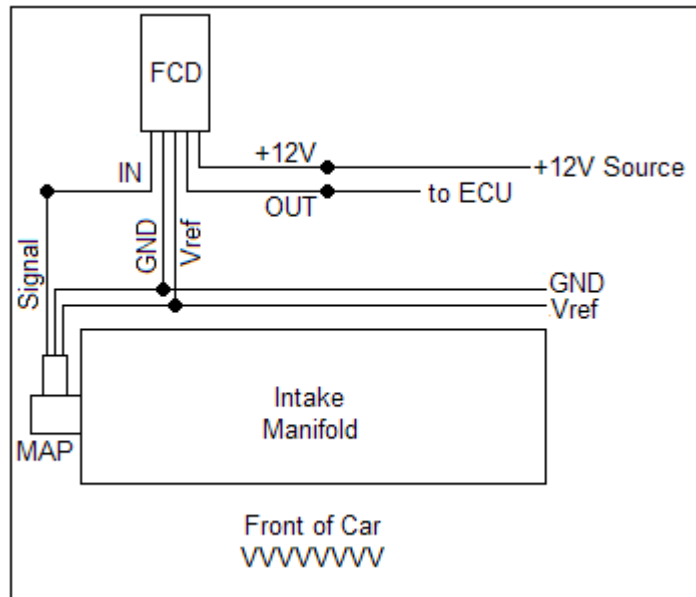 FCD
+12V
+12V Source
IN
OUT
to ECU
Signal
GND
Vref
GND
Vref
MAP
Intake
Manifold
Front of Car
VVVVVVVV